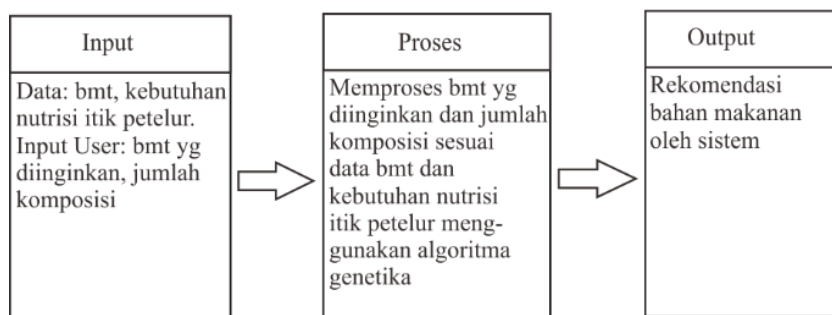 Input
Data: bmt, kebutuhan
nutrisi itik petelur.
Input User: bmt yg
diinginkan, jumlah
komposisi
Proses
Memproses bmt yg
diinginkan dan jumlah
komposisi sesuai
data bmt dan
kebutuhan nutrisi
itik petelur meng-
gunakan algoritma
genetika
Output
Rekomendasi
bahan makanan
oleh sistem